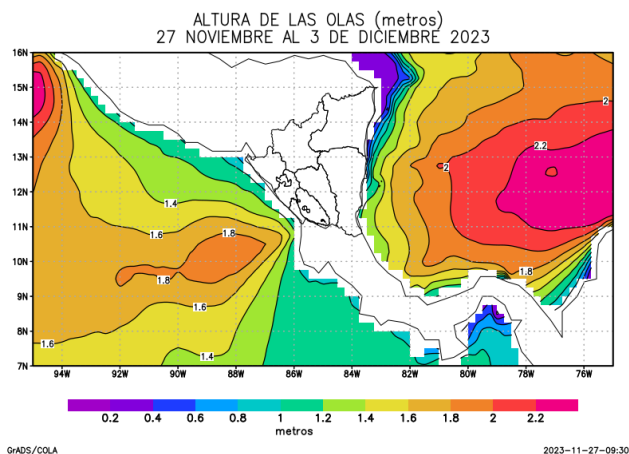 ALTURA DE LAS OLAS (metros)
27 NOVIEMBRE AL 3 DE DICIEMBRE 2023
16N
15N
14N
13N
12N
11N
10N
9N
8N
7N
2
2.2
2
1.4
1.6
1.8
1.8
1.8
1.6
1.6
1.4
94W 92W 90W 88W 86W 84W 82W 80W 78W 76W
0.2 0.4 0.6 0.8 1.2 1.4 1.6 1.8 2 2.2
metros
GrADS/COLA 2023-11-27-09:30